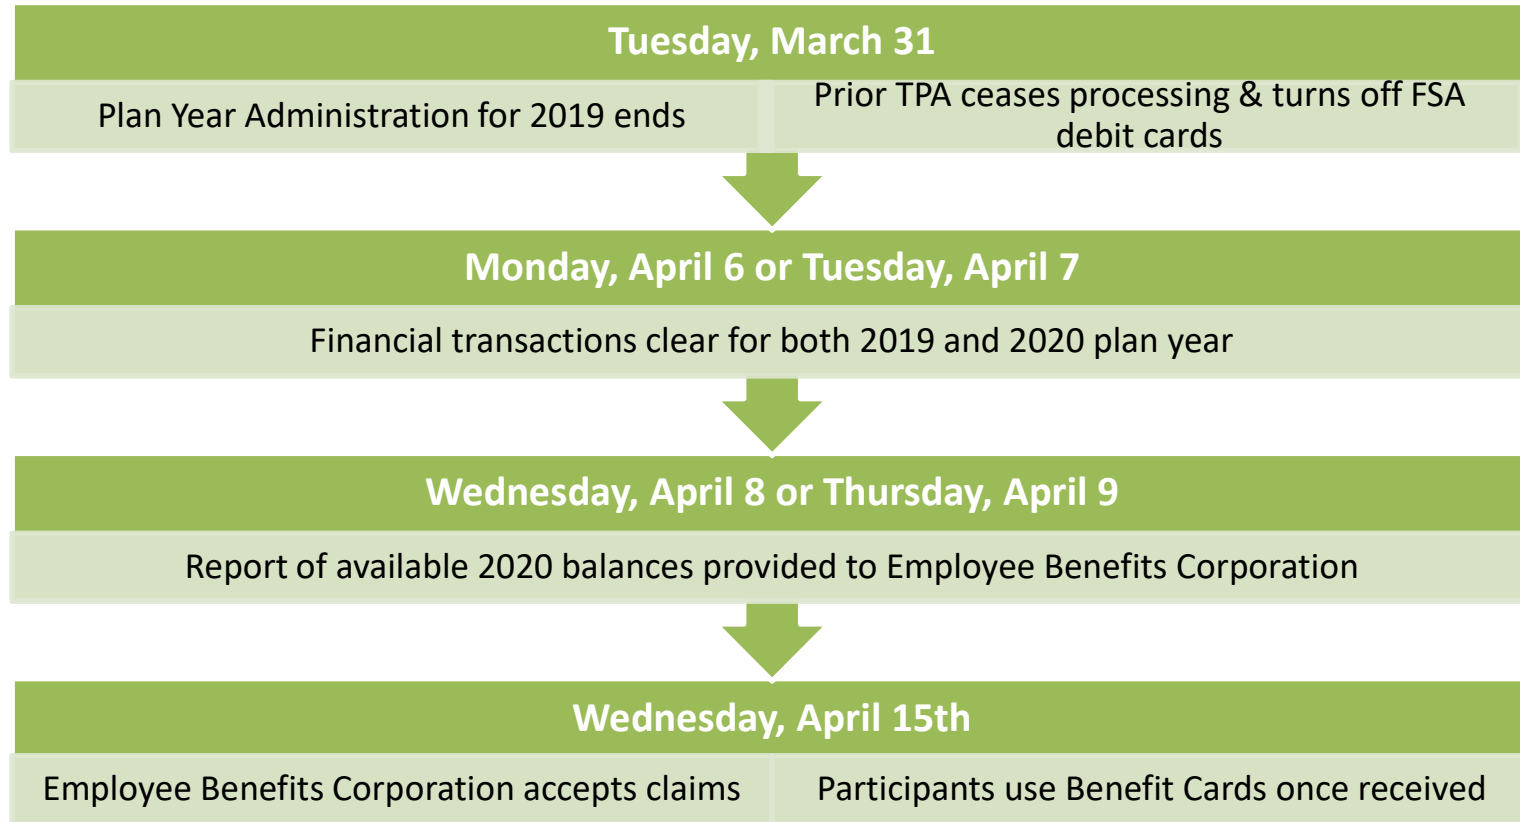 Tuesday, March 31
Plan Year Administration for 2019 ends
Prior TPA ceases processing & turns off FSA
debit cards
Monday, April 6 or Tuesday, April 7
Financial transactions clear for both 2019 and 2020 plan year
Wednesday, April 8 or Thursday, April 9
Report of available 2020 balances provided to Employee Benefits Corporation
Wednesday, April 15th
Employee Benefits Corporation accepts claims
Participants use Benefit Cards once received